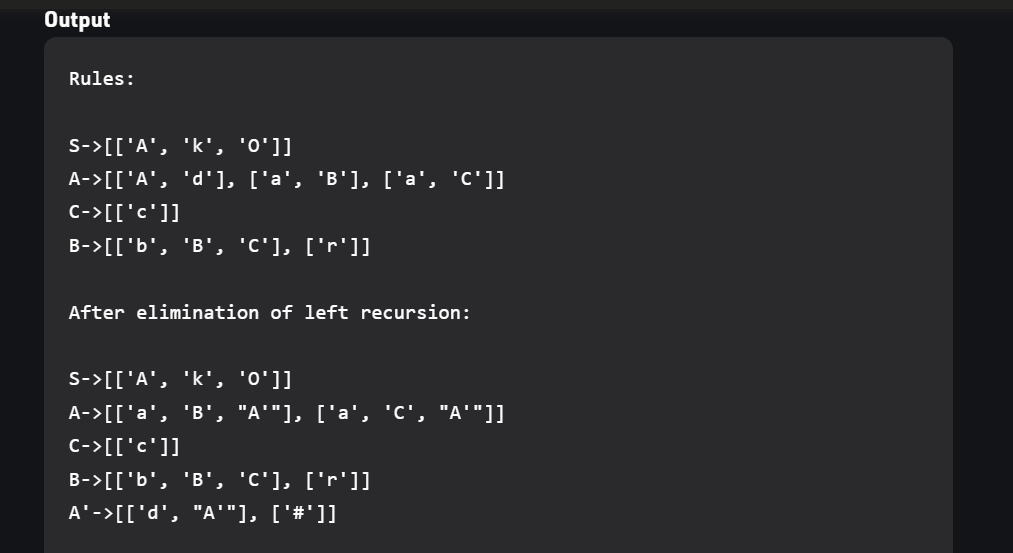 Output
Rules:
S->[['A', 'k', 'O']]
A->[['A', 'd'], ['a', 'B'], ['a', 'C']]
C->[['c']]
B->[['b', 'B', 'C'], ['r']]
After elimination of left recursion:
S->[['A', 'k', 'O']]
A->[['a', 'B', "A'"], ['a', 'C', "A'"]]
C->[['c']]
B->[['b', 'B', 'C'], ['r']]
A'->[['d', "A'"], ['#']]